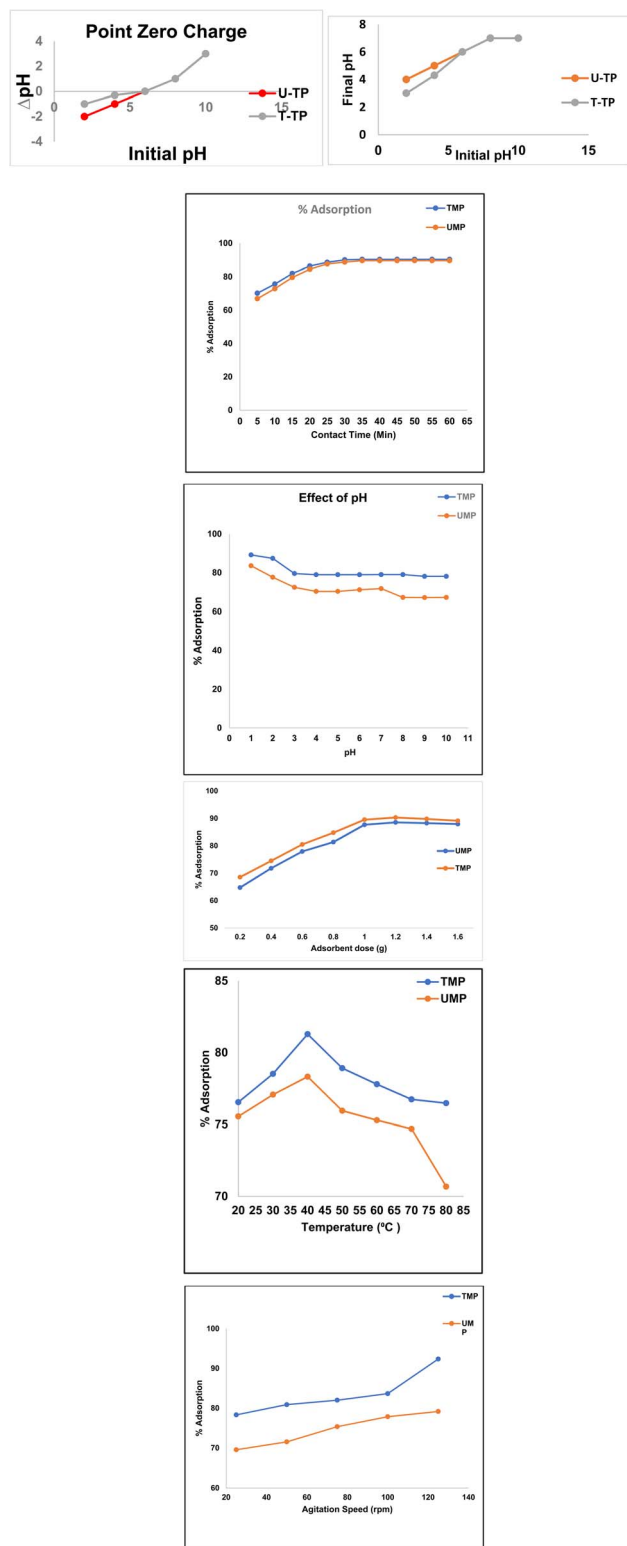 Point Zero Charge
4
2
0
-2
-4
ΔpH
0
5
10
15
Initial pH
U-TP
T-TP
8
6
4
2
0
Final pH
0
5
10
15
Initial pH
U-TP
T-TP
% Adsorption
TMP
UMP
100
80
60
40
20
0
% Adsorption
0 5 10 15 20 25 30 35 40 45 50 55 60 65
Contact Time (Min)
Effect of pH
TMP
UMP
100
80
60
40
20
0
% Adsorption
0 1 2 3 4 5 6 7 8 9 10 11
pH
100
90
80
70
60
50
% Asdsorption
UMP
TMP
0.2 0.4 0.6 0.8 1 1.2 1.4 1.6
Adsorbent dose (g)
85
80
75
70
% Adsorption
TMP
UMP
20 25 30 35 40 45 50 55 60 65 70 75 80 85
Temperature (ºC )
TMP
UM
P
100
90
80
70
60
% Adsorption
20 40 60 80 100 120 140
Agitation Speed (rpm)